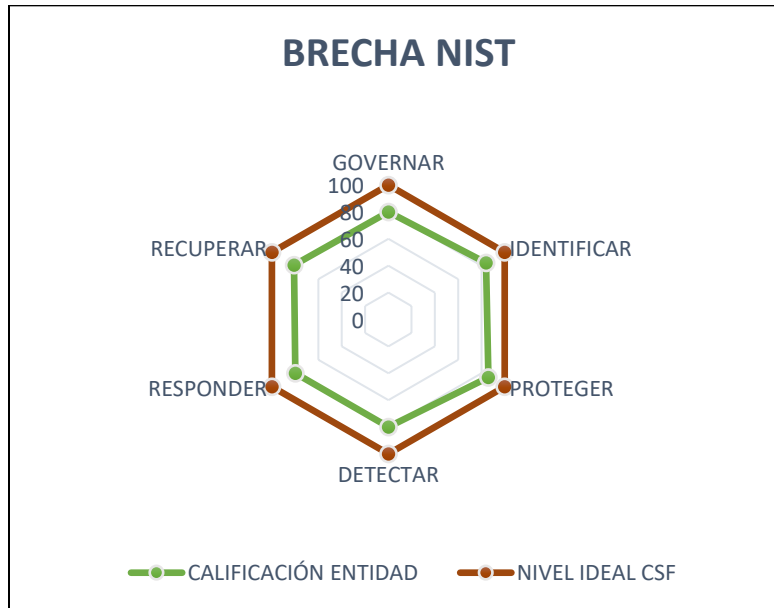 BRECHA NIST
GOVERNAR
100
80
60
40
20
0
RECUPERAR
IDENTIFICAR
RESPONDER
PROTEGER
DETECTAR
CALIFICACIÓN ENTIDAD
NIVEL IDEAL CSF